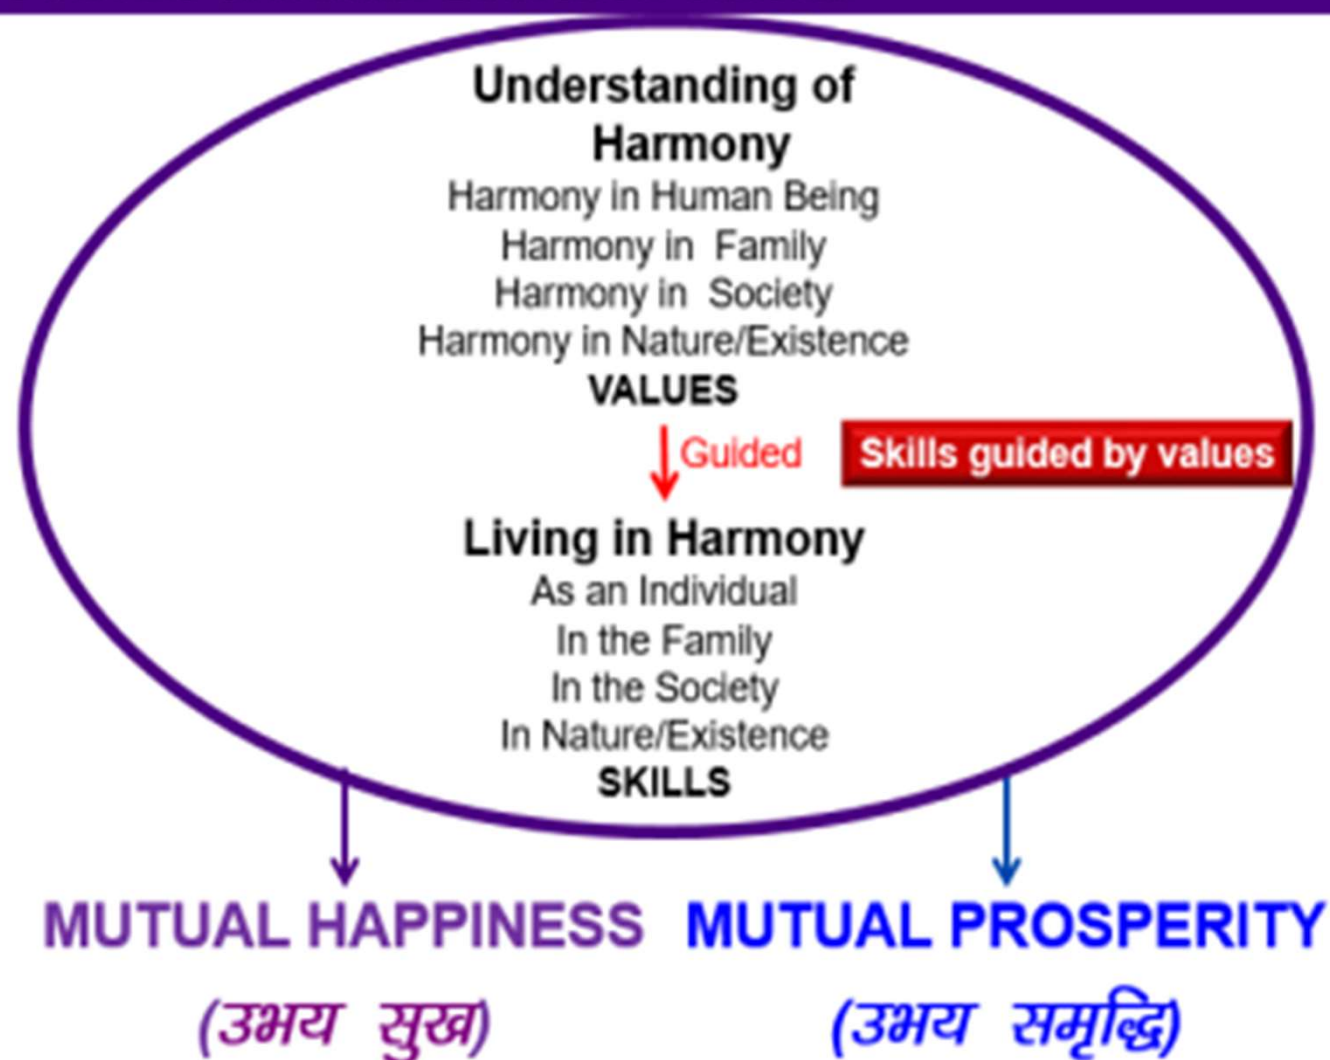 Understanding of
Harmony
Harmony in Human Being
Harmony in Family
Harmony in Society
Harmony in Nature/Existence
VALUES
Guided
Skills guided by values
Living in Harmony
As an Individual
In the Family
In the Society
In Nature/Existence
SKILLS
MUTUAL HAPPINESS
MUTUAL PROSPERITY
(उभय सुख)
(उभय समृद्धि)